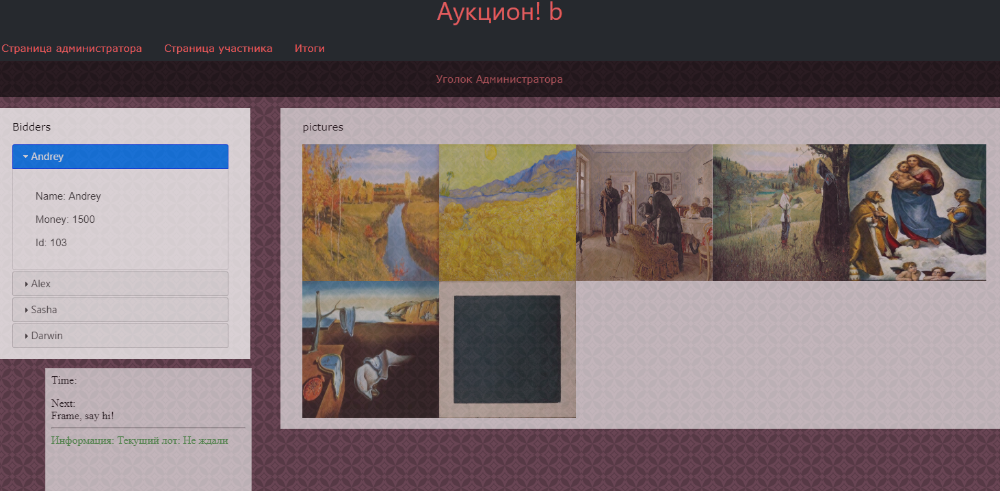 Аукцион! b
Страница администратора Страница участника Итоги
Уголок Администратора
Bidders
Andrey
Name: Andrey
Money: 1500
Id: 103
Alex
Sasha
Darwin
pictures
Time:
Next:
Frame, say hi!
Информация: Текущий лот: Не ждали